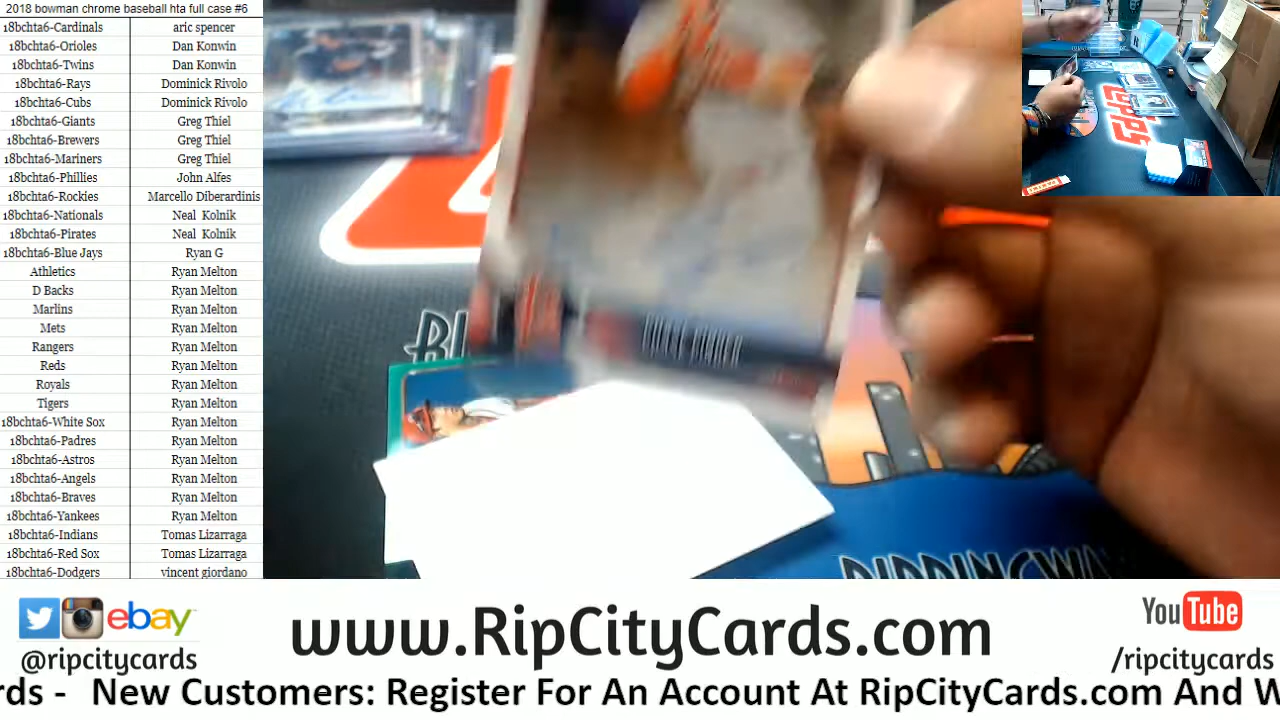 2018 bowman chrome baseball hta full case #6
18bchta6-Cardinals aric spencer
18bchta6-Orioles Dan Konwin
18bchta6-Twins Dan Konwin
18bchta6-Rays Dominick Rivolo
18bchta6-Cubs Dominick Rivolo
18bchta6-Giants Greg Thiel
18bchta6-Brewers Greg Thiel
18bchta6-Mariners Greg Thiel
18bchta6-Phillies John Alfes
18bchta6-Rockies Marcello Diberardinis
18bchta6-Nationals Neal Kolnik
18bchta6-Pirates Neal Kolnik
18bchta6-Blue Jays Ryan G
Athletics Ryan Melton
D Backs Ryan Melton
Marlins Ryan Melton
Mets Ryan Melton
Rangers Ryan Melton
Reds Ryan Melton
Royals Ryan Melton
Tigers Ryan Melton
18bchta6-White Sox Ryan Melton
18bchta6-Padres Ryan Melton
18bchta6-Astros Ryan Melton
18bchta6-Angels Ryan Melton
18bchta6-Braves Ryan Melton
18bchta6-Yankees Ryan Melton
18bchta6-Indians Tomas Lizarraga
18bchta6-Red Sox Tomas Lizarraga
18bchta6-Dodgers vincent giordano
topps
ebay
@ripcitycards
www.RipCityCards.com
YouTube
/ripcitycards
rds - New Customers: Register For An Account At RipCityCards.com And W